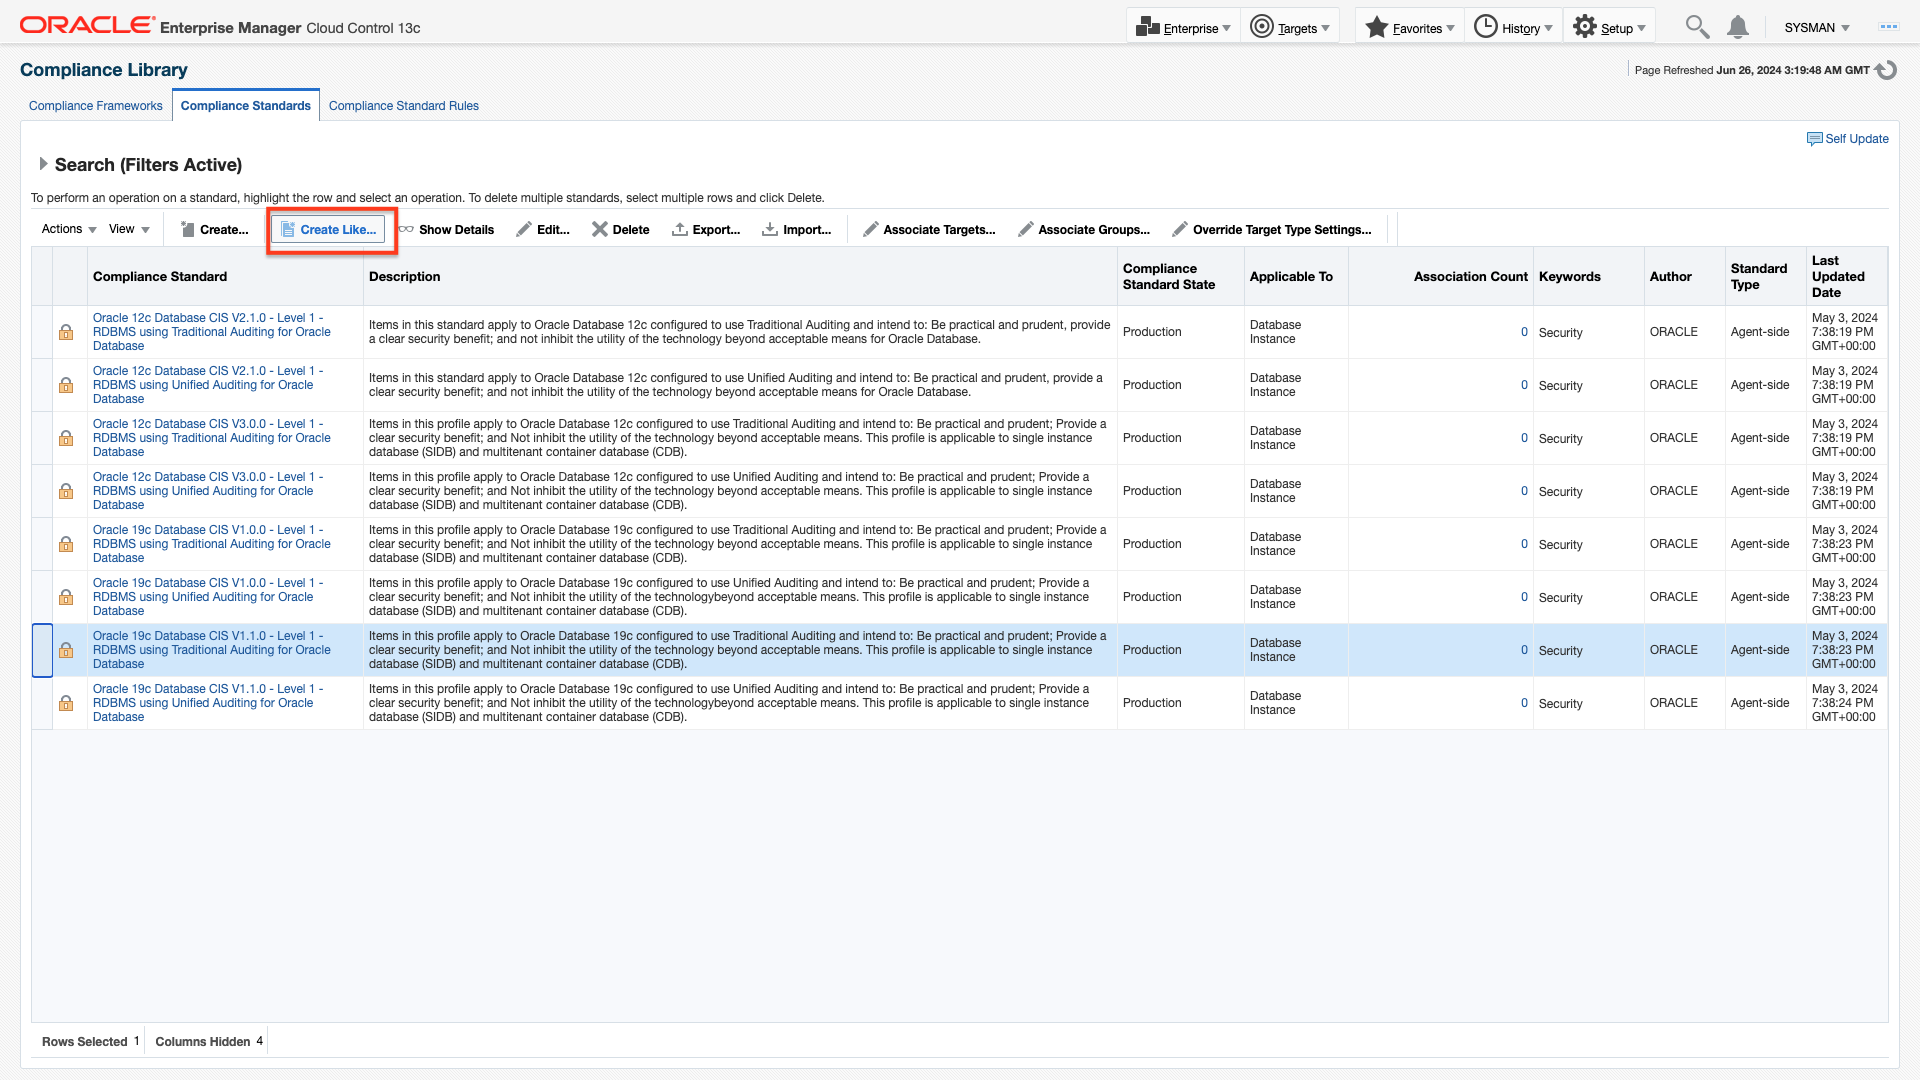 ORACLE Enterprise Manager Cloud Control 13c
Enterprise Targets Favorites History Setup SYSMAN
Compliance Library
Page Refreshed Jun 26, 2024 3:19:48 AM GMT
Compliance Frameworks Compliance Standards Compliance Standard Rules
Self Update
Search (Filters Active)
To perform an operation on a standard, highlight the row and select an operation. To delete multiple standards, select multiple rows and click Delete.
Actions View Create... Create Like... Show Details Edit... Delete Export... Import... Associate Targets... Associate Groups... Override Target Type Settings...
Compliance Standard
Description
Compliance
Standard State
Applicable To
Association Count
Keywords
Author
Standard
Type
Last
Updated
Date
Oracle 12c Database CIS V2.1.0 - Level 1 -
RDBMS using Traditional Auditing for Oracle
Database
Items in this standard apply to Oracle Database 12c configured to use Traditional Auditing and intend to: Be practical and prudent, provide
a clear security benefit; and not inhibit the utility of the technology beyond acceptable means for Oracle Database.
Production
Database
Instance
0
Security
ORACLE
Agent-side
May 3, 2024
7:38:19 PM
GMT+00:00
Oracle 12c Database CIS V2.1.0 - Level 1 -
RDBMS using Unified Auditing for Oracle
Database
Items in this standard apply to Oracle Database 12c configured to use Unified Auditing and intend to: Be practical and prudent, provide a
clear security benefit; and not inhibit the utility of the technology beyond acceptable means for Oracle Database.
Production
Database
Instance
0
Security
ORACLE
Agent-side
May 3, 2024
7:38:19 PM
GMT+00:00
Oracle 12c Database CIS V3.0.0 - Level 1 -
RDBMS using Traditional Auditing for Oracle
Database
Items in this profile apply to Oracle Database 12c configured to use Traditional Auditing and intend to: Be practical and prudent; Provide a
clear security benefit; and Not inhibit the utility of the technology beyond acceptable means. This profile is applicable to single instance
database (SIDB) and multitenant container database (CDB).
Production
Database
Instance
0
Security
ORACLE
Agent-side
May 3, 2024
7:38:19 PM
GMT+00:00
Oracle 12c Database CIS V3.0.0 - Level 1 -
RDBMS using Unified Auditing for Oracle
Database
Items in this profile apply to Oracle Database 12c configured to use Unified Auditing and intend to: Be practical and prudent; Provide a
clear security benefit; and Not inhibit the utility of the technology beyond acceptable means. This profile is applicable to single instance
database (SIDB) and multitenant container database (CDB).
Production
Database
Instance
0
Security
ORACLE
Agent-side
May 3, 2024
7:38:19 PM
GMT+00:00
Oracle 19c Database CIS V1.0.0 - Level 1 -
RDBMS using Traditional Auditing for Oracle
Database
Items in this profile apply to Oracle Database 19c configured to use Traditional Auditing and intend to: Be practical and prudent; Provide a
clear security benefit; and Not inhibit the utility of the technology beyond acceptable means. This profile is applicable to single instance
database (SIDB) and multitenant container database (CDB).
Production
Database
Instance
0
Security
ORACLE
Agent-side
May 3, 2024
7:38:23 PM
GMT+00:00
Oracle 19c Database CIS V1.0.0 - Level 1 -
RDBMS using Unified Auditing for Oracle
Database
Items in this profile apply to Oracle Database 19c configured to use Unified Auditing and intend to: Be practical and prudent; Provide a
clear security benefit; and Not inhibit the utility of the technologybeyond acceptable means. This profile is applicable to single instance
database (SIDB) and multitenant container database (CDB).
Production
Database
Instance
0
Security
ORACLE
Agent-side
May 3, 2024
7:38:23 PM
GMT+00:00
Oracle 19c Database CIS V1.1.0 - Level 1 -
RDBMS using Traditional Auditing for Oracle
Database
Items in this profile apply to Oracle Database 19c configured to use Traditional Auditing and intend to: Be practical and prudent; Provide a
clear security benefit; and Not inhibit the utility of the technology beyond acceptable means. This profile is applicable to single instance
database (SIDB) and multitenant container database (CDB).
Production
Database
Instance
0
Security
ORACLE
Agent-side
May 3, 2024
7:38:23 PM
GMT+00:00
Oracle 19c Database CIS V1.1.0 - Level 1 -
RDBMS using Unified Auditing for Oracle
Database
Items in this profile apply to Oracle Database 19c configured to use Unified Auditing and intend to: Be practical and prudent; Provide a
clear security benefit; and Not inhibit the utility of the technologybeyond acceptable means. This profile is applicable to single instance
database (SIDB) and multitenant container database (CDB).
Production
Database
Instance
0
Security
ORACLE
Agent-side
May 3, 2024
7:38:24 PM
GMT+00:00
Rows Selected 1 Columns Hidden 4